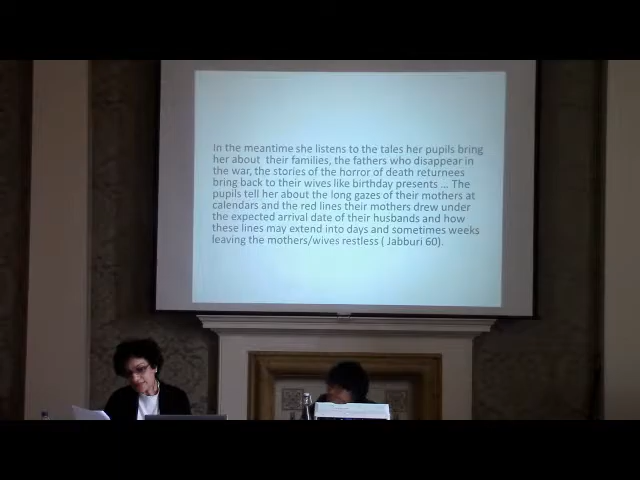 In the meantime she listens to the tales her pupils bring
her about their families, the fathers who disappear in
the war, the stories of the horror of death returnees
bring back to their wives like birthday presents ... The
pupils tell her about the long gazes of their mothers at
calendars and the red lines their mothers drew under
the expected arrival date of their husbands and how
these lines may extend into days and sometimes weeks
leaving the mothers/wives restless ( Jabburi 60).